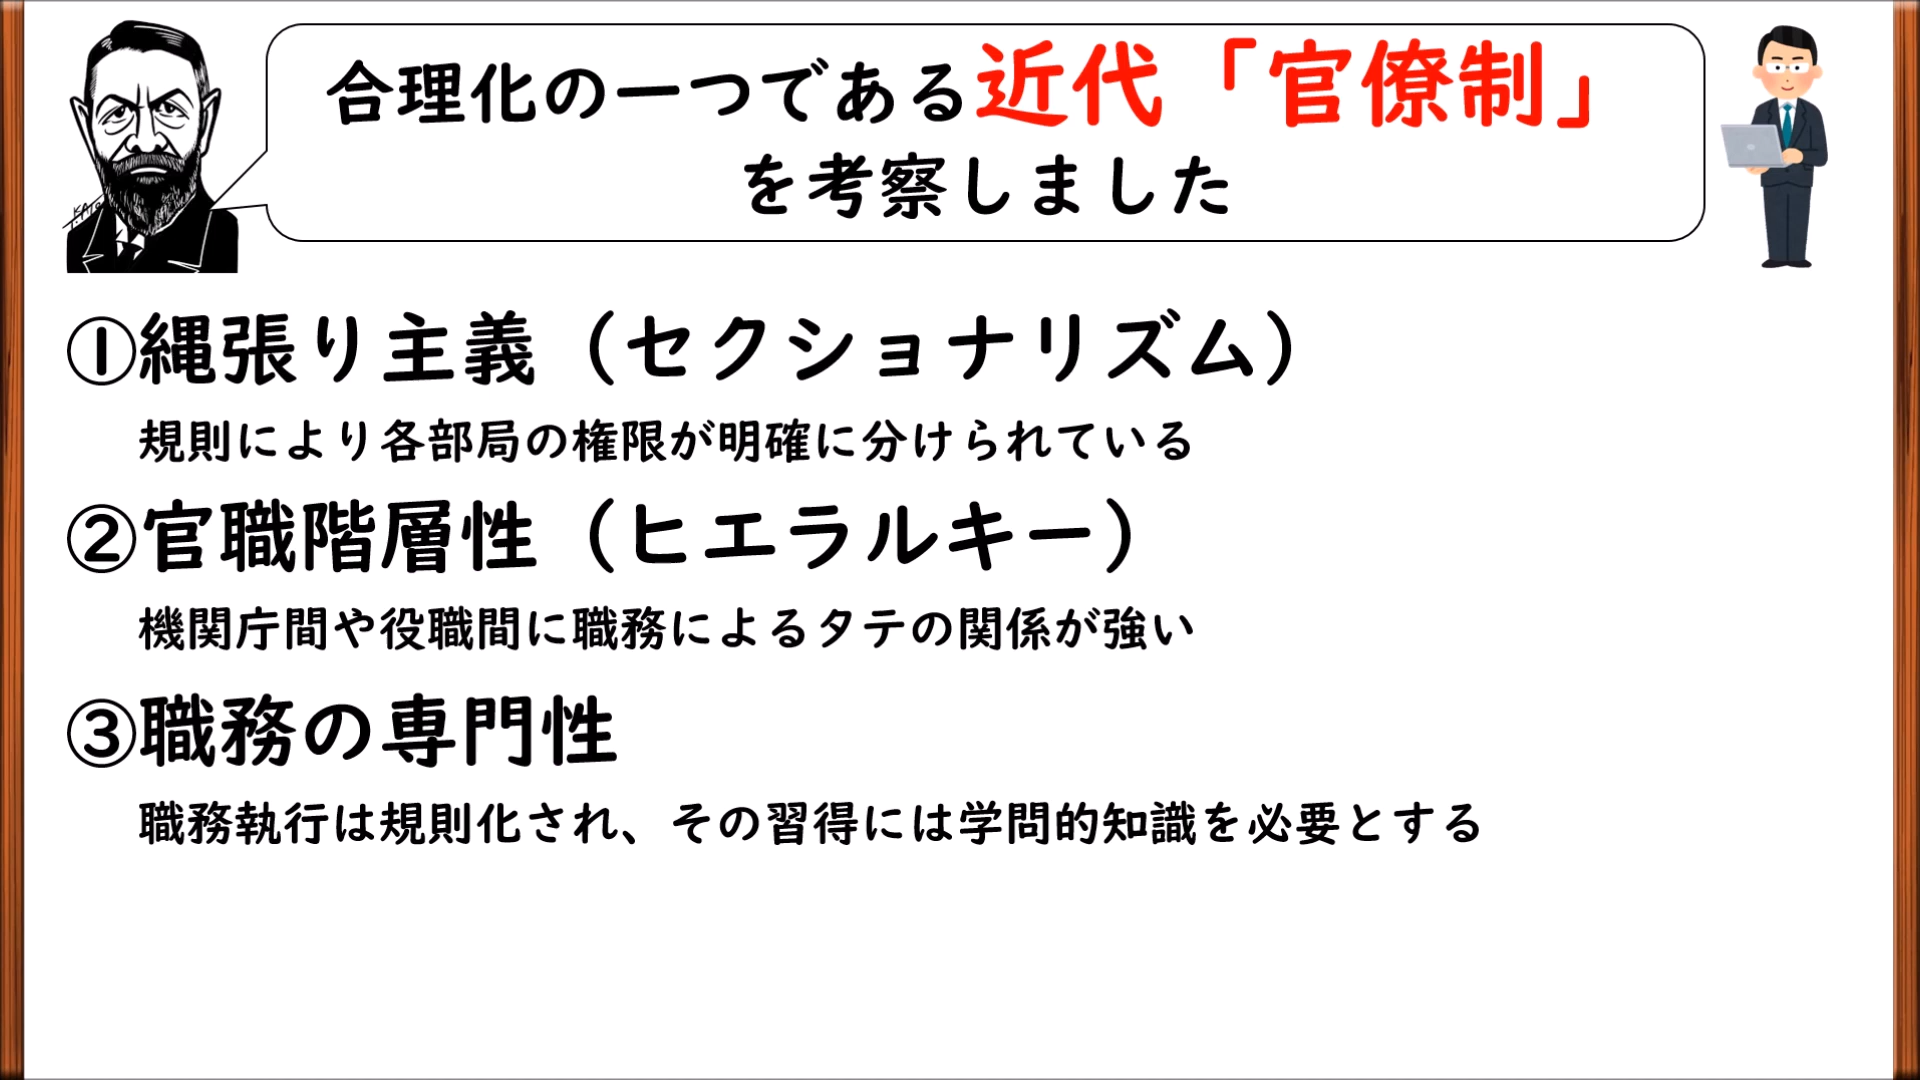 合理化の一つである近代「官僚制」
を考察しました
①縄張り主義（セクショナリズム）
規則により各部局の権限が明確に分けられている
②官職階層性（ヒエラルキー）
機関庁間や役職間に職務によるタテの関係が強い
③職務の専門性
職務執行は規則化され、その習得には学問的知識を必要とする